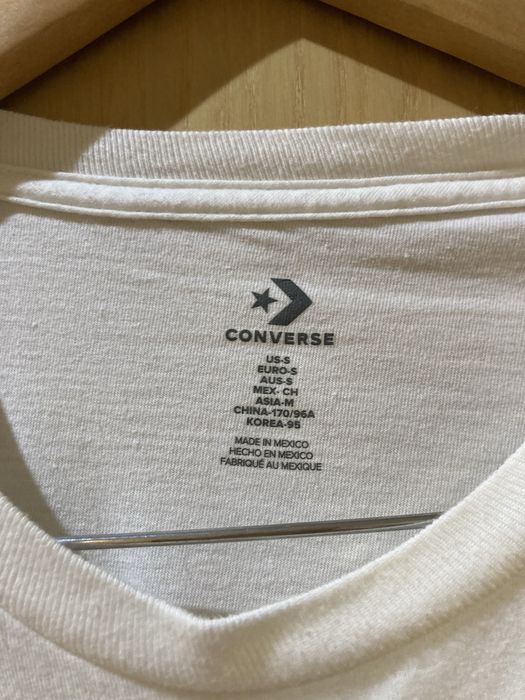 CONVERSE
US-S
EURO-S
AUS-S
MEX- CH
ASIA-M
CHINA-170/96A
KOREA-95
MADE IN MEXICO
HECHO EN MEXICO
FABRIQUÉ AU MEXIQUE